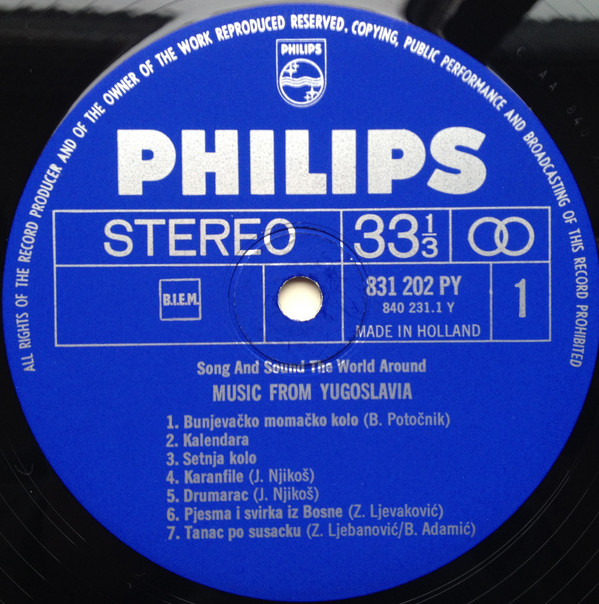 ALL RIGHTS OF THE RECORD PRODUCER AND OF THE OWNER OF THE WORK REPRODUCED RESERVED. COPYING, PUBLIC PERFORMANCE AND BROADCASTING OF THIS RECORD PROHIBITED
PHILIPS
PHILIPS
STEREO 33 1/3
B.I.E.M. 831 202 PY 1
840 231.1 Y
MADE IN HOLLAND
Song And Sound The World Around
MUSIC FROM YUGOSLAVIA
1. Bunjevačko momačko kolo (B. Potočnik)
2. Kalendara
3. Setnja kolo
4. Karanfile (J. Njikoš)
5. Drumarac (J. Njikoš)
6. Pjesma i svirka iz Bosne (Z. Ljevaković)
7. Tanac po susacku (Z. Ljebanović/B. Adamić)